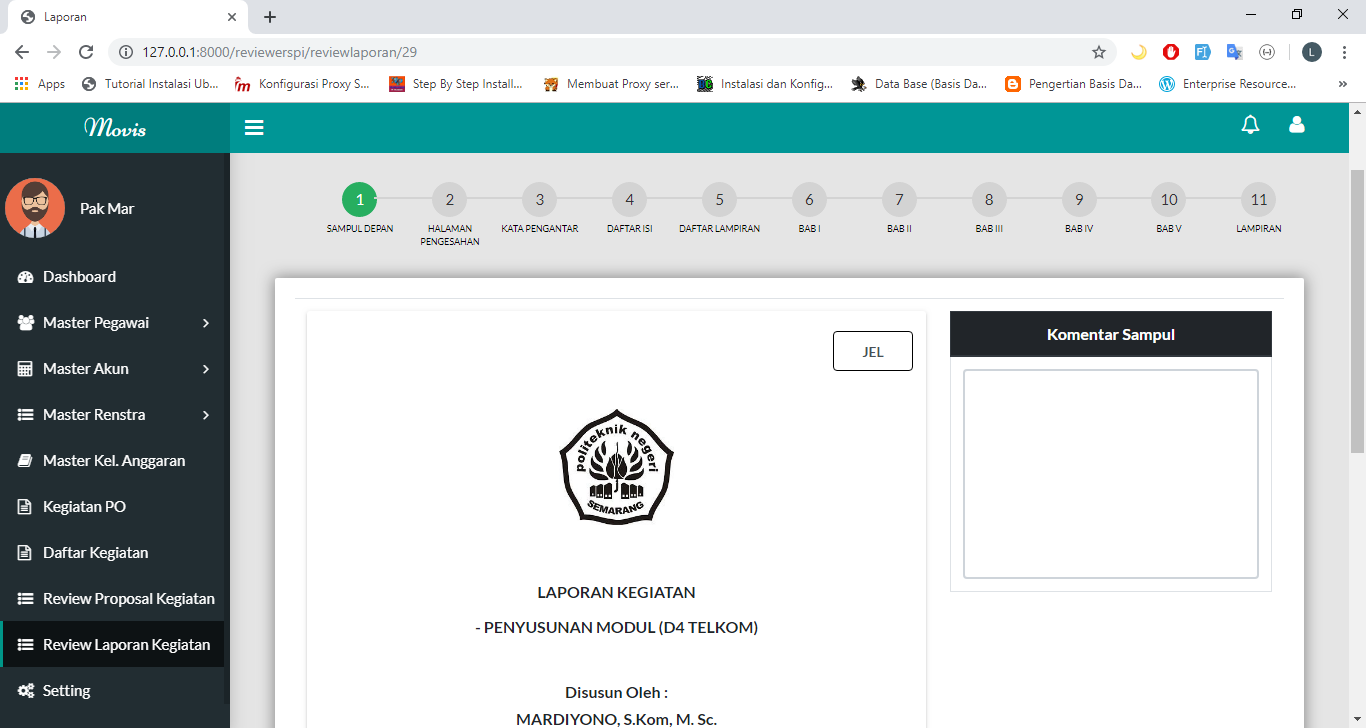 Laporan
127.0.0.1:8000/reviewerspi/reviewlaporan/29
L
Apps
Tutorial Instalasi Ub...
Konfigurasi Proxy S...
Step By Step Install...
Membuat Proxy ser...
Instalasi dan Konfig...
Data Base (Basis Da...
Pengertian Basis Da...
Enterprise Resource...
Movis
Pak Mar
Dashboard
Master Pegawai
Master Akun
Master Renstra
Master Kel. Anggaran
Kegiatan PO
Daftar Kegiatan
Review Proposal Kegiatan
Review Laporan Kegiatan
Setting
1 2 3 4 5 6 7 8 9 10 11
SAMPUL DEPAN
HALAMAN
PENGESAHAN
KATA PENGANTAR
DAFTAR ISI
DAFTAR LAMPIRAN
BAB I
BAB II
BAB III
BAB IV
BAB V
LAMPIRAN
JEL
politeknik negeri
SEMARANG
LAPORAN KEGIATAN
- PENYUSUNAN MODUL (D4 TELKOM)
Disusun Oleh :
MARDIYONO, S.Kom, M. Sc.
Komentar Sampul